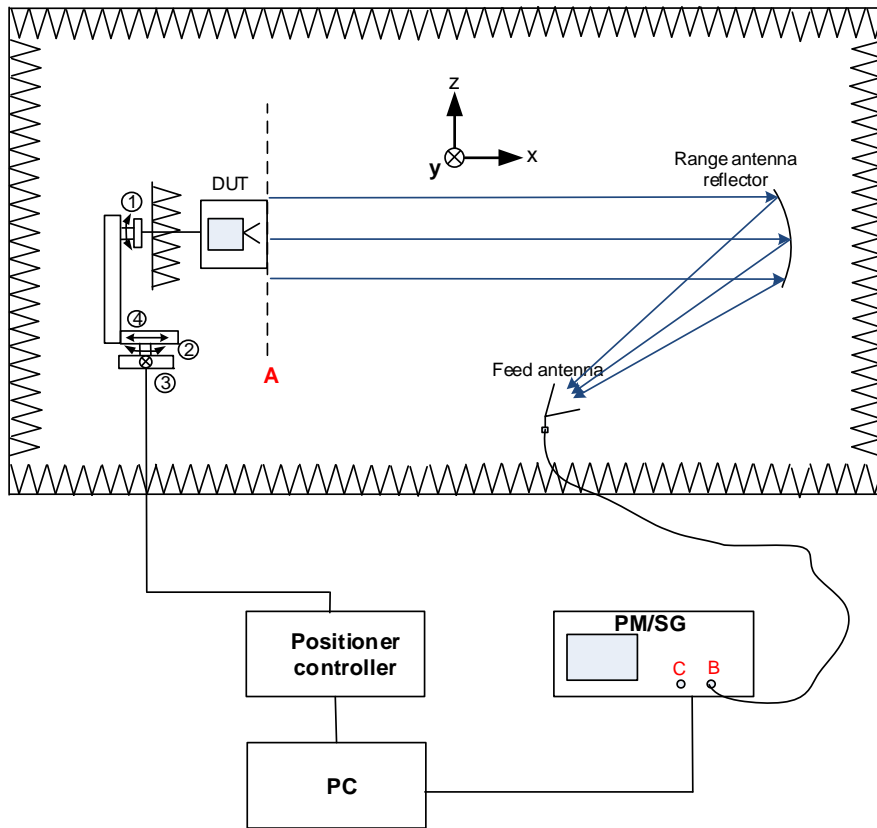 z
x
y
Range antenna
reflector
DUT
①
④
②
③
A
Feed antenna
Positioner
controller
PM/SG
C
B
PC